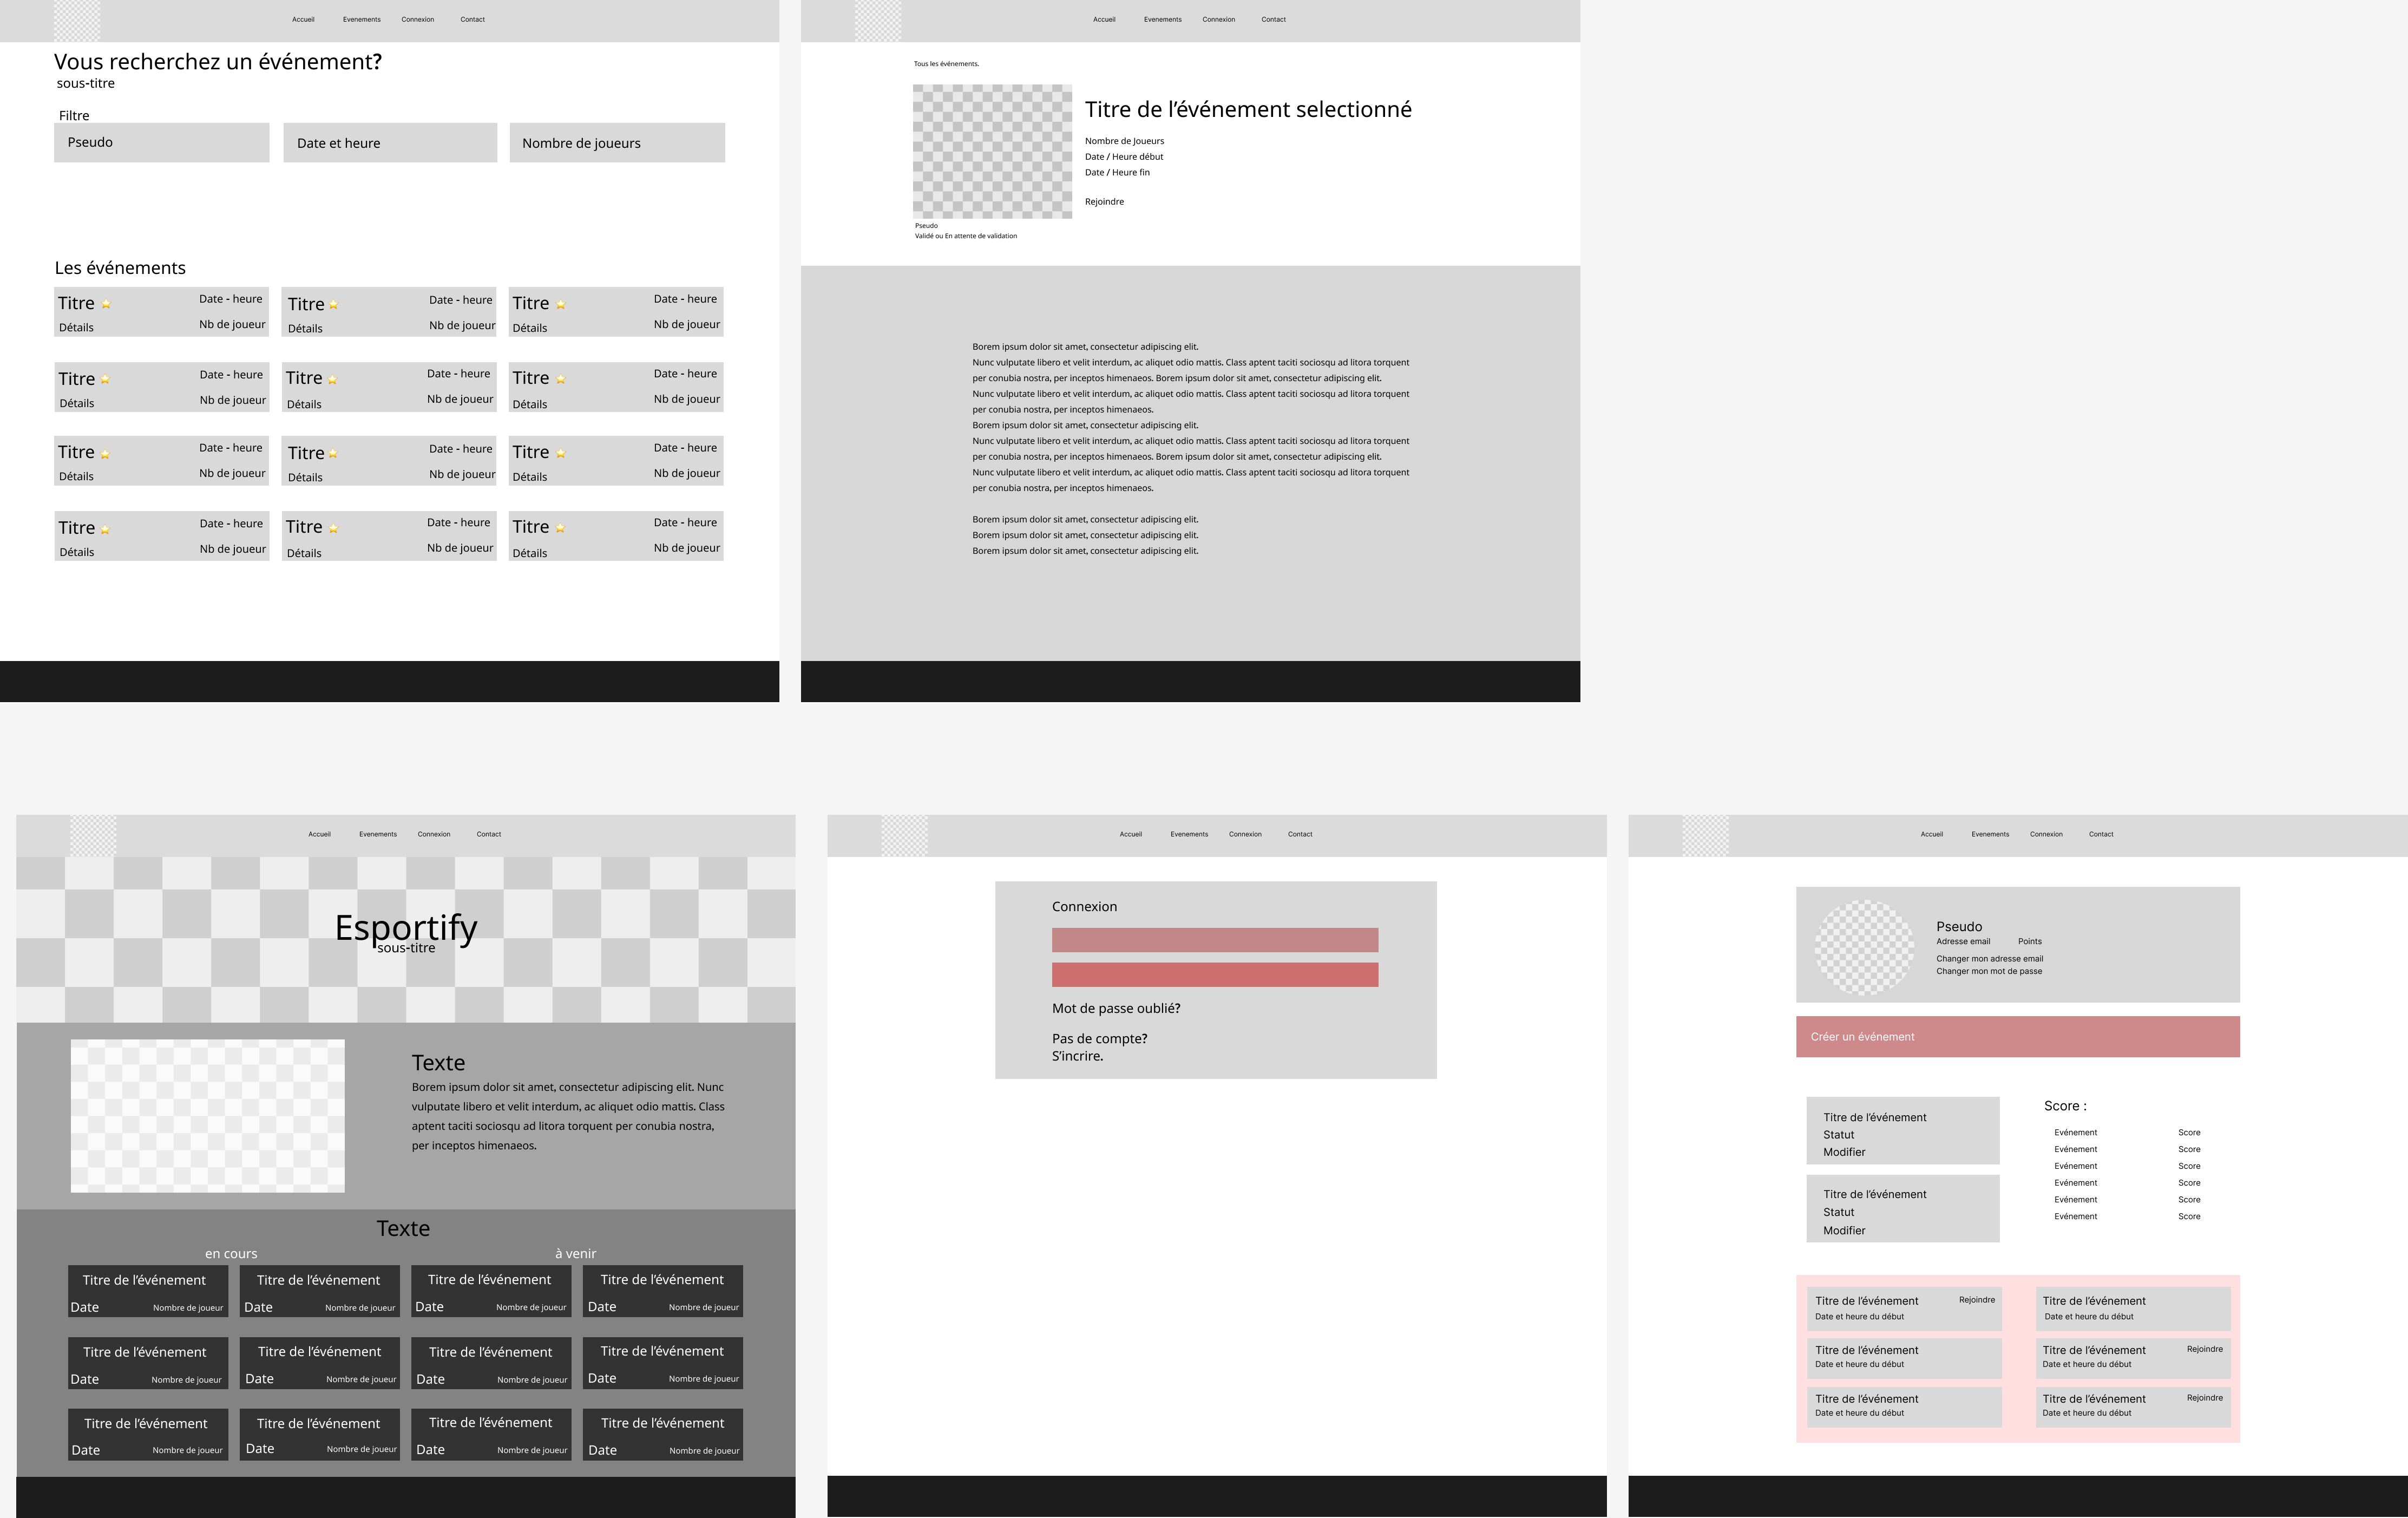 Accueil Evenements Connexion Contact
Vous recherchez un événement?
sous-titre
Filtre
Pseudo Date et heure Nombre de joueurs
Les événements
Titre ⭐ Date - heure
Détails Nb de joueur
Titre ⭐ Date - heure
Détails Nb de joueur
Titre ⭐ Date - heure
Détails Nb de joueur
Titre ⭐ Date - heure
Détails Nb de joueur
Titre ⭐ Date - heure
Détails Nb de joueur
Titre ⭐ Date - heure
Détails Nb de joueur
Titre ⭐ Date - heure
Détails Nb de joueur
Titre ⭐ Date - heure
Détails Nb de joueur
Titre ⭐ Date - heure
Détails Nb de joueur
Titre ⭐ Date - heure
Détails Nb de joueur
Titre ⭐ Date - heure
Détails Nb de joueur
Titre ⭐ Date - heure
Détails Nb de joueur
Accueil Evenements Connexion Contact
Tous les événements.
Titre de l’événement selectionné
Nombre de Joueurs
Date / Heure début
Date / Heure fin
Rejoindre
Pseudo
Validé ou En attente de validation
Borem ipsum dolor sit amet, consectetur adipiscing elit.
Nunc vulputate libero et velit interdum, ac aliquet odio mattis. Class aptent taciti sociosqu ad litora torquent
per conubia nostra, per inceptos himenaeos. Borem ipsum dolor sit amet, consectetur adipiscing elit.
Nunc vulputate libero et velit interdum, ac aliquet odio mattis. Class aptent taciti sociosqu ad litora torquent
per conubia nostra, per inceptos himenaeos.
Borem ipsum dolor sit amet, consectetur adipiscing elit.
Nunc vulputate libero et velit interdum, ac aliquet odio mattis. Class aptent taciti sociosqu ad litora torquent
per conubia nostra, per inceptos himenaeos. Borem ipsum dolor sit amet, consectetur adipiscing elit.
Nunc vulputate libero et velit interdum, ac aliquet odio mattis. Class aptent taciti sociosqu ad litora torquent
per conubia nostra, per inceptos himenaeos.
Borem ipsum dolor sit amet, consectetur adipiscing elit.
Borem ipsum dolor sit amet, consectetur adipiscing elit.
Borem ipsum dolor sit amet, consectetur adipiscing elit.
Accueil Evenements Connexion Contact
Esportify
sous-titre
Texte
Borem ipsum dolor sit amet, consectetur adipiscing elit. Nunc
vulputate libero et velit interdum, ac aliquet odio mattis. Class
aptent taciti sociosqu ad litora torquent per conubia nostra,
per inceptos himenaeos.
Texte
en cours à venir
Titre de l’événement
Date Nombre de joueur
Titre de l’événement
Date Nombre de joueur
Titre de l’événement
Date Nombre de joueur
Titre de l’événement
Date Nombre de joueur
Titre de l’événement
Date Nombre de joueur
Titre de l’événement
Date Nombre de joueur
Titre de l’événement
Date Nombre de joueur
Titre de l’événement
Date Nombre de joueur
Titre de l’événement
Date Nombre de joueur
Titre de l’événement
Date Nombre de joueur
Titre de l’événement
Date Nombre de joueur
Titre de l’événement
Date Nombre de joueur
Accueil Evenements Connexion Contact
Connexion
Mot de passe oublié?
Pas de compte?
S’incrire.
Accueil Evenements Connexion Contact
Pseudo
Adresse email Points
Changer mon adresse email
Changer mon mot de passe
Créer un événement
Titre de l’événement
Statut
Modifier
Titre de l’événement
Statut
Modifier
Score :
Evénement Score
Evénement Score
Evénement Score
Evénement Score
Evénement Score
Evénement Score
Titre de l’événement Rejoindre
Date et heure du début
Titre de l’événement
Date et heure du début
Titre de l’événement
Date et heure du début
Titre de l’événement Rejoindre
Date et heure du début
Titre de l’événement
Date et heure du début
Titre de l’événement Rejoindre
Date et heure du début